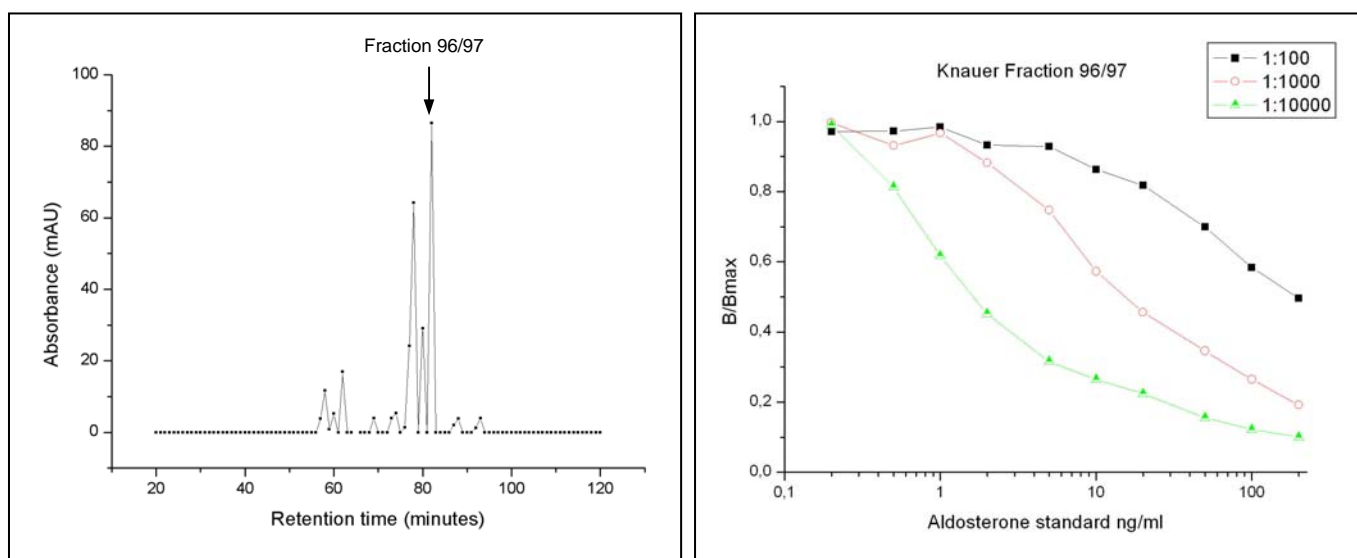 Fraction 96/97
100
80
60
40
20
0
Absorbance (mAU)
20 40 60 80 100 120
Retention time (minutes)
Knauer Fraction 96/97
1:100
1:1000
1:10000
1,0
0,8
0,6
0,4
0,2
0,0
B/Bmax
0,1 1 10 100
Aldosterone standard ng/ml